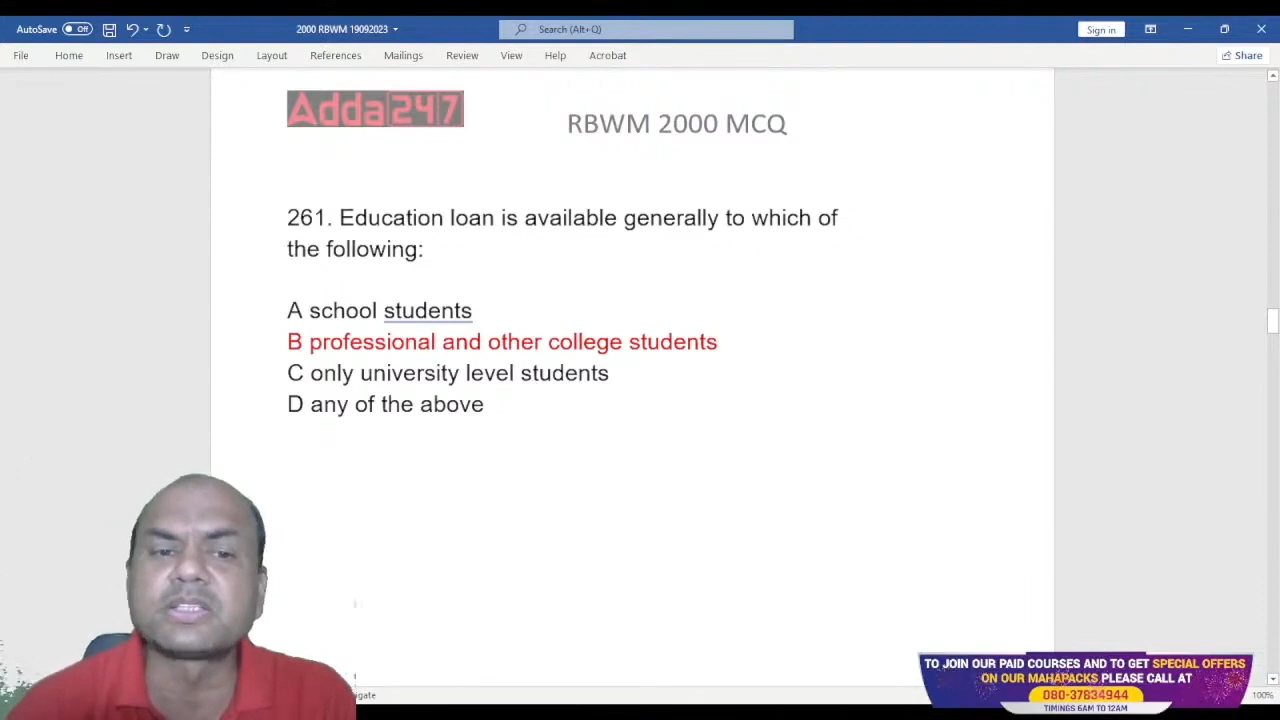 AutoSave Off 2000 RBWM 19092023 Search (Alt+Q) Sign in
File Home Insert Draw Design Layout References Mailings Review View Help Acrobat Share
Adda247
RBWM 2000 MCQ
261. Education loan is available generally to which of
the following:
A school students
B professional and other college students
C only university level students
D any of the above
TO JOIN OUR PAID COURSES AND TO GET SPECIAL OFFERS
ON OUR MAHAPACKS PLEASE CALL AT
080-37834944
TIMINGS 6AM TO 12AM
100%